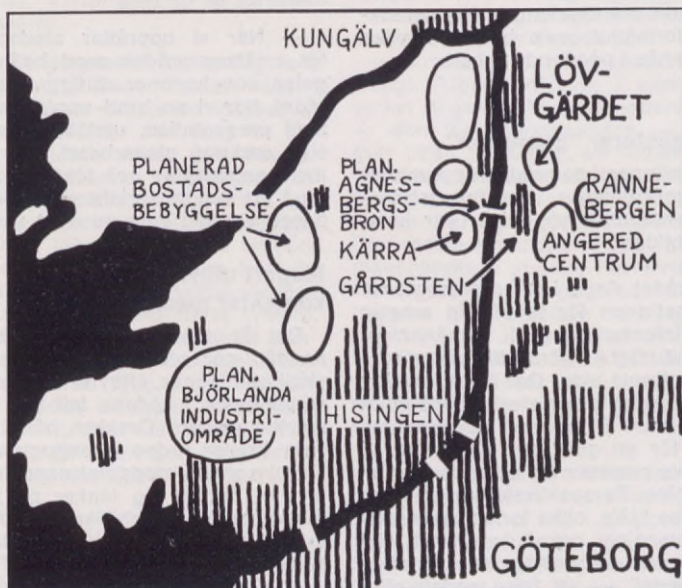 KUNGÄLV
LÖV-
GÄRDET
PLANERAD
BOSTADS-
BEBYGGELSE
PLAN.
AGNES-
BERGS-
BRON
RANNE-
BERGEN
KÄRRA
ANGERED
CENTRUM
GÅRDSTEN
PLAN.
BJÖRLANDA
INDUSTRI-
OMRÅDE
HISINGEN
GÖTEBORG